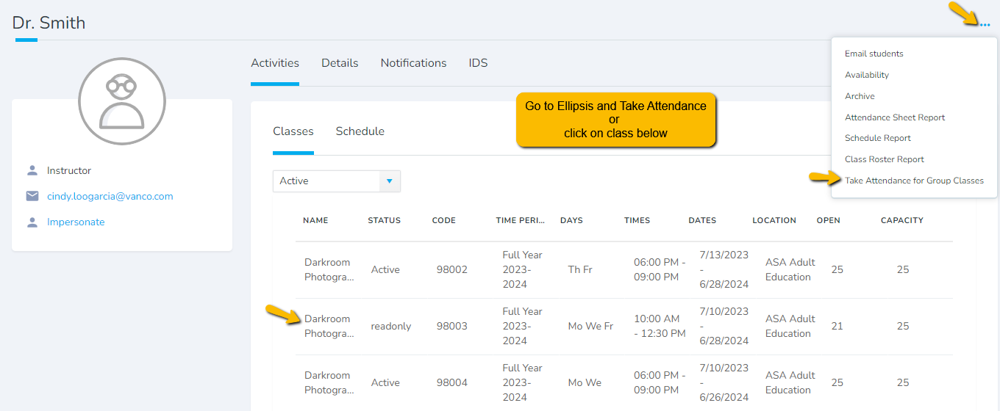 Dr. Smith
...
Email students
Availability
Archive
Attendance Sheet Report
Schedule Report
Class Roster Report
Take Attendance for Group Classes
Activities Details Notifications IDS
Go to Ellipsis and Take Attendance
or
click on class below
Instructor
cindy.loogarcia@vanco.com
Impersonate
Classes Schedule
Active
NAME STATUS CODE TIME PERI... DAYS TIMES DATES LOCATION OPEN CAPACITY
Darkroom Photogra... Active 98002 Full Year 2023-2024 Th Fr 06:00 PM - 09:00 PM 7/13/2023 - 6/28/2024 ASA Adult Education 25 25
Darkroom Photogra... readonly 98003 Full Year 2023-2024 Mo We Fr 10:00 AM - 12:30 PM 7/10/2023 - 6/28/2024 ASA Adult Education 21 25
Darkroom Photogra... Active 98004 Full Year 2023-2024 Mo We 06:00 PM - 09:00 PM 7/10/2023 - 6/26/2024 ASA Adult Education 25 25